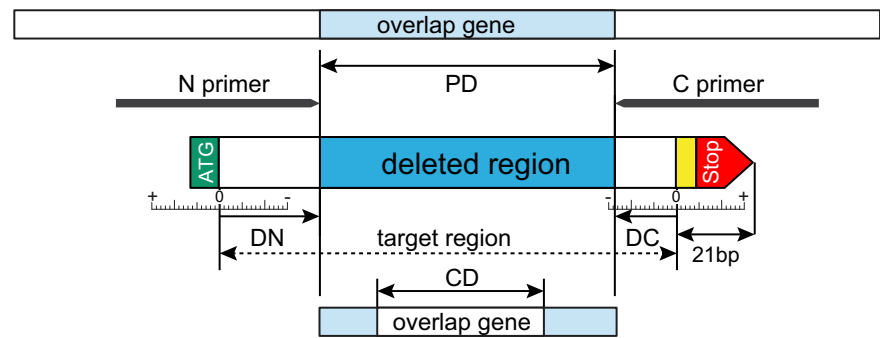 overlap gene
PD
N primer
C primer
ATG
deleted region
Stop
+ 0 -
- 0 +
DN
target region
DC
21bp
CD
overlap gene